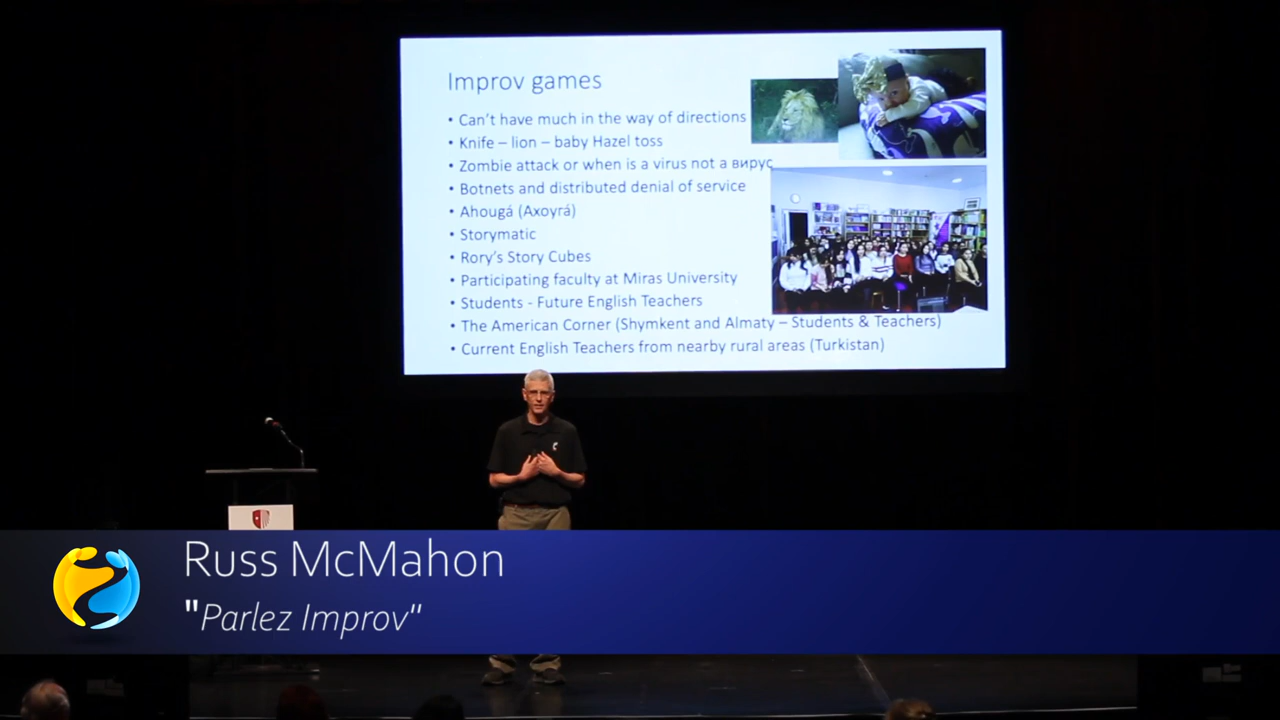 Improv games
• Can't have much in the way of directions
• Knife – lion – baby Hazel toss
• Zombie attack or when is a virus not a вирус
• Botnets and distributed denial of service
• Ahougá (Axoyrá)
• Storymatic
• Rory's Story Cubes
• Participating faculty at Miras University
• Students - Future English Teachers
• The American Corner (Shymkent and Almaty – Students & Teachers)
• Current English Teachers from nearby rural areas (Turkistan)
Russ McMahon
"Parlez Improv"